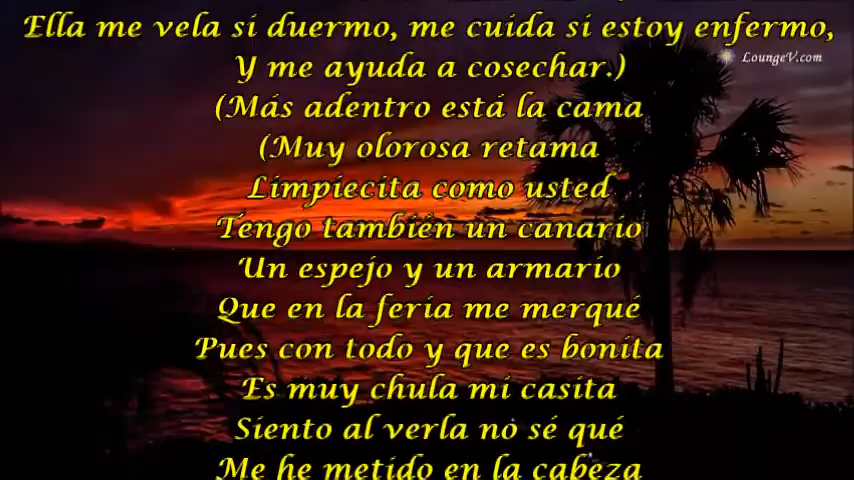 Ella me vela si duermo, me cuida si estoy enfermo,
LoungeV.com
Y me ayuda a cosechar.)
(Más adentro está la cama
(Muy olorosa retama
Limpiecita como usted
Tengo también un canario
Un espejo y un armario
Que en la feria me merqué
Pues con todo y que es bonita
Es muy chula mi casita
Siento al verla no sé qué
Me he metido en la cabeza